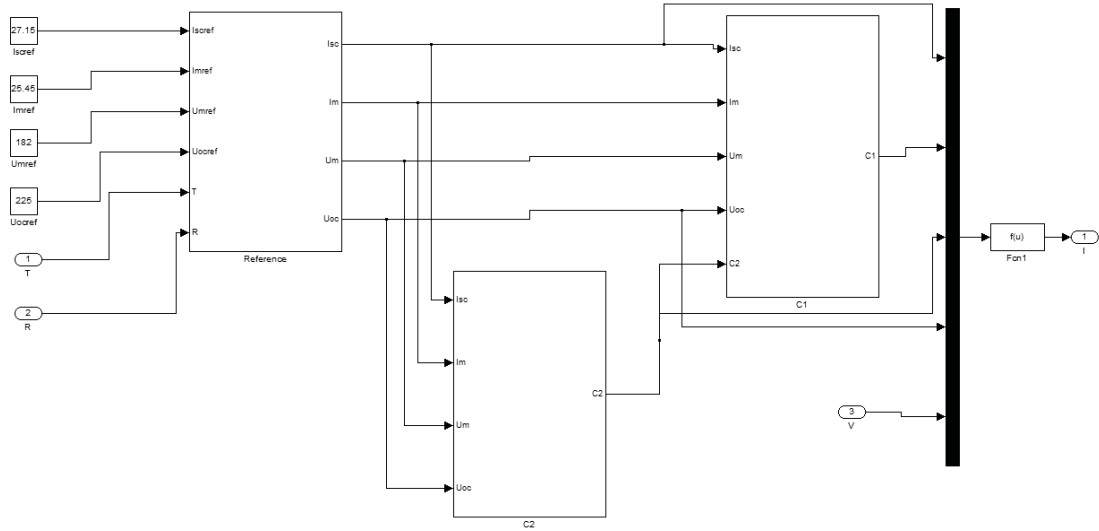 27.15
Iscref
25.45
Imref
182
Umref
225
Uocref
1
T
2
R
Iscref
Imref
Umref
Uocref
T
R
Isc
Im
Um
Uoc
Reference
Isc
Im
Um
Uoc
C2
C2
Isc
Im
Um
Uoc
C2
C1
C1
3
V
f(u)
Fcn1
1
I